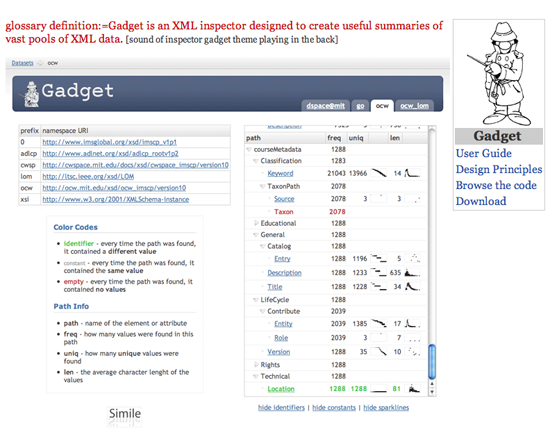 glossary definition:=Gadget is an XML inspector designed to create useful summaries of
vast pools of XML data. [sound of inspector gadget theme playing in the back]
Datasets ocw
Gadget
dspace@mit go ocw ocw_lom
prefix namespace URI
0 http://www.imsglobal.org/xsd/imscp_v1p1
adlcp http://www.adlnet.org/xsd/adlcp_rootv1p2
cwsp http://cwspace.mit.edu/docs/xsd/cwspace_imscp/version10
lom http://ltsc.ieee.org/xsd/LOM
ocw http://ocw.mit.edu/xsd/ocw_imscp/version10
xsi http://www.w3.org/2001/XMLSchema-instance
Color Codes
• identifier - every time the path was found,
it contained a different value
• constant - every time the path was found, it
contained the same value
• empty - every time the path was found, it
contained no values
Path Info
• path - name of the element or attribute
• freq - how many values were found in this
path
• uniq - how many unique values were
found
• len - the average character lenght of the
values
Simile
path freq uniq len
courseMetadata 1288
Classification 1283
Keyword 21043 13966 14
TaxonPath 2078
Source 2078 3 3
Taxon 2078
Educational 1288
General 1288
Catalog 1288
Entry 1288 1196 5
Description 1288 1233 635
Title 1288 1228 34
LifeCycle 1288
Contribute 2039
Entity 2039 1385 17
Role 2039 3 7
Version 1288 35 10
Rights 1288
Technical 1288
Location 1288 1288 81
hide identifiers | hide constants | hide sparklines
Gadget
User Guide
Design Principles
Browse the code
Download